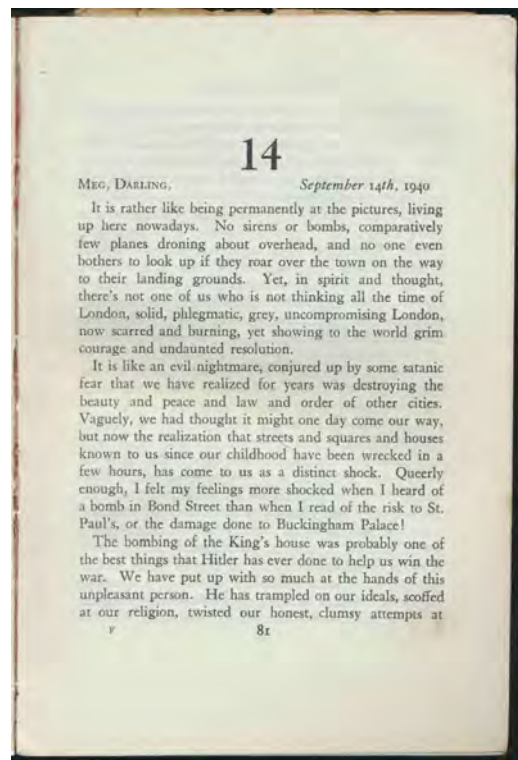 14
MEG, DARLING, September 14th, 1940
It is rather like being permanently at the pictures, living
up here nowadays. No sirens or bombs, comparatively
few planes droning about overhead, and no one even
bothers to look up if they roar over the town on the way
to their landing grounds. Yet, in spirit and thought,
there's not one of us who is not thinking all the time of
London, solid, phlegmatic, grey, uncompromising London,
now scarred and burning, yet showing to the world grim
courage and undaunted resolution.
It is like an evil nightmare, conjured up by some satanic
fear that we have realized for years was destroying the
beauty and peace and law and order of other cities.
Vaguely, we had thought it might one day come our way,
but now the realization that streets and squares and houses
known to us since our childhood have been wrecked in a
few hours, has come to us as a distinct shock. Queerly
enough, I felt my feelings more shocked when I heard of
a bomb in Bond Street than when I read of the risk to St.
Paul's, or the damage done to Buckingham Palace!
The bombing of the King's house was probably one of
the best things that Hitler has ever done to help us win the
war. We have put up with so much at the hands of this
unpleasant person. He has trampled on our ideals, scoffed
at our religion, twisted our honest, clumsy attempts at
F 81